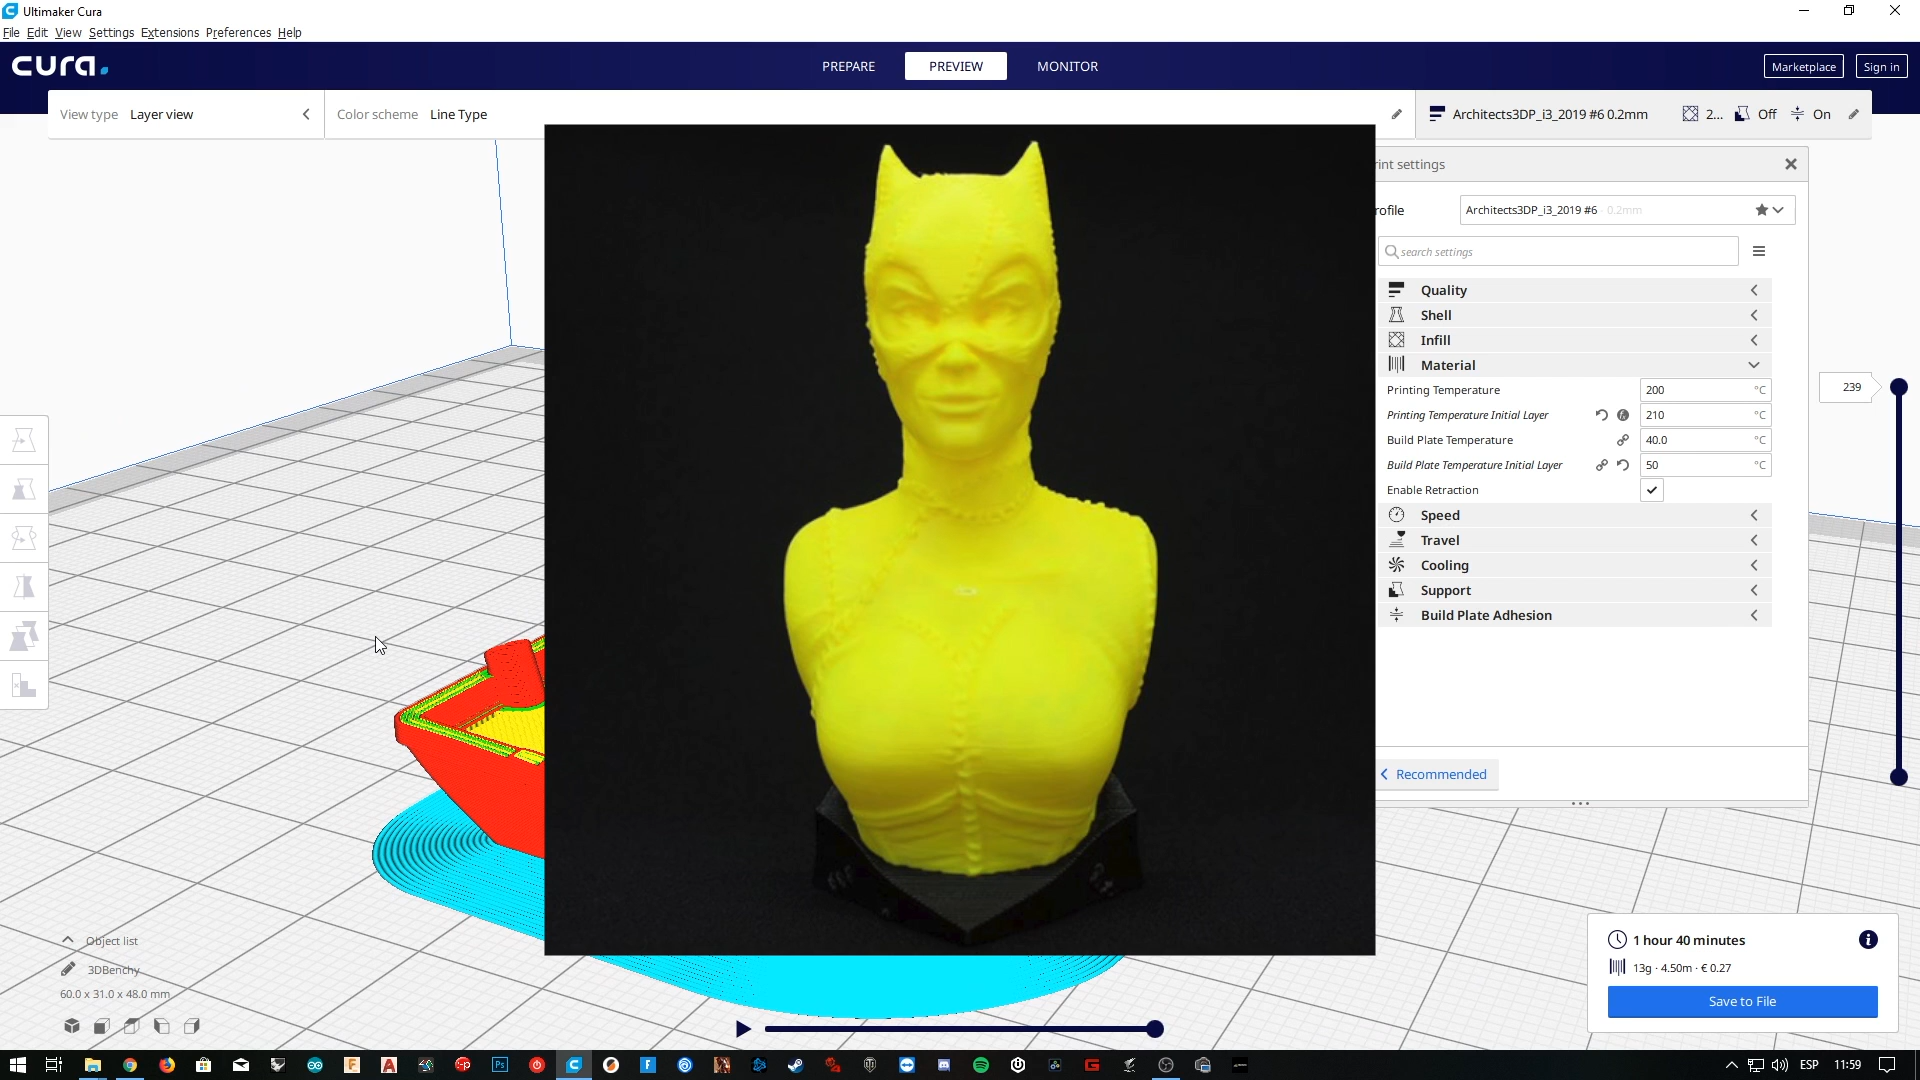 Ultimaker Cura
File Edit View Settings Extensions Preferences Help
cura.
PREPARE PREVIEW MONITOR
Marketplace Sign in
View type Layer view
Color scheme Line Type
Architects3DP_i3_2019 #6 0.2mm 2... Off On
rint settings
rofile Architects3DP_i3_2019 #6 - 0.2mm
search settings
Quality
Shell
Infill
Material
Printing Temperature 200 °C
Printing Temperature Initial Layer 210 °C
Build Plate Temperature 40.0 °C
Build Plate Temperature Initial Layer 50 °C
Enable Retraction
Speed
Travel
Cooling
Support
Build Plate Adhesion
239
Recommended
Object list
3DBenchy
60.0 x 31.0 x 48.0 mm
1 hour 40 minutes
13g · 4.50m · € 0.27
Save to File
ESP 11:59